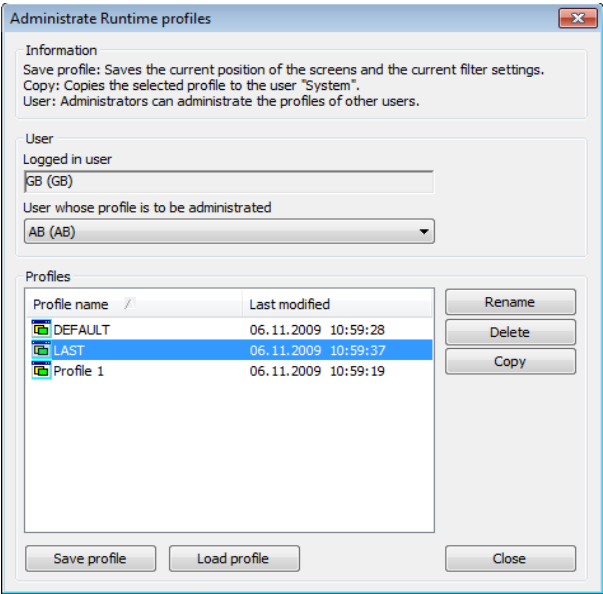 Administrate Runtime profiles
Information
Save profile: Saves the current position of the screens and the current filter settings.
Copy: Copies the selected profile to the user "System".
User: Administrators can administrate the profiles of other users.
User
Logged in user
GB (GB)
User whose profile is to be administrated
AB (AB)
Profiles
Profile name Last modified
DEFAULT 06.11.2009 10:59:28
LAST 06.11.2009 10:59:37
Profile 1 06.11.2009 10:59:19
Rename
Delete
Copy
Save profile Load profile Close